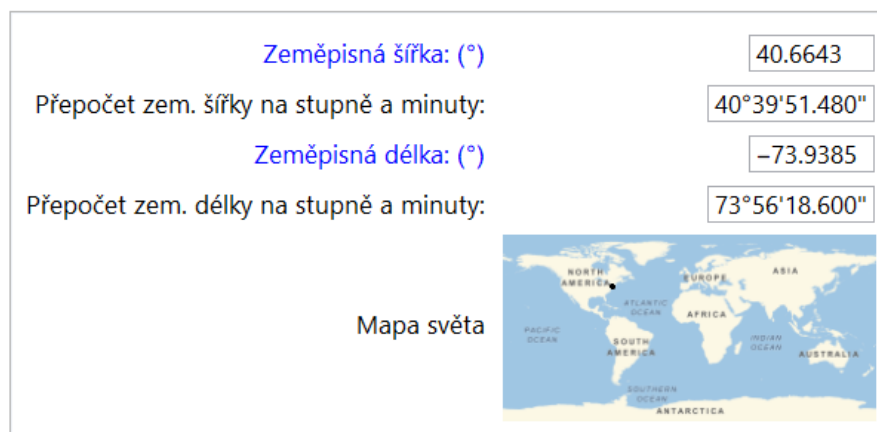 Zeměpisná šířka: (°) 40.6643
Přepočet zem. šířky na stupně a minuty: 40°39'51.480"
Zeměpisná délka: (°) −73.9385
Přepočet zem. délky na stupně a minuty: 73°56'18.600"
Mapa světa
NORTH
AMERICA
EUROPE
ASIA
ATLANTIC
OCEAN
AFRICA
PACIFIC
OCEAN
SOUTH
AMERICA
INDIAN
OCEAN
AUSTRALIA
SOUTHERN
OCEAN
ANTARCTICA